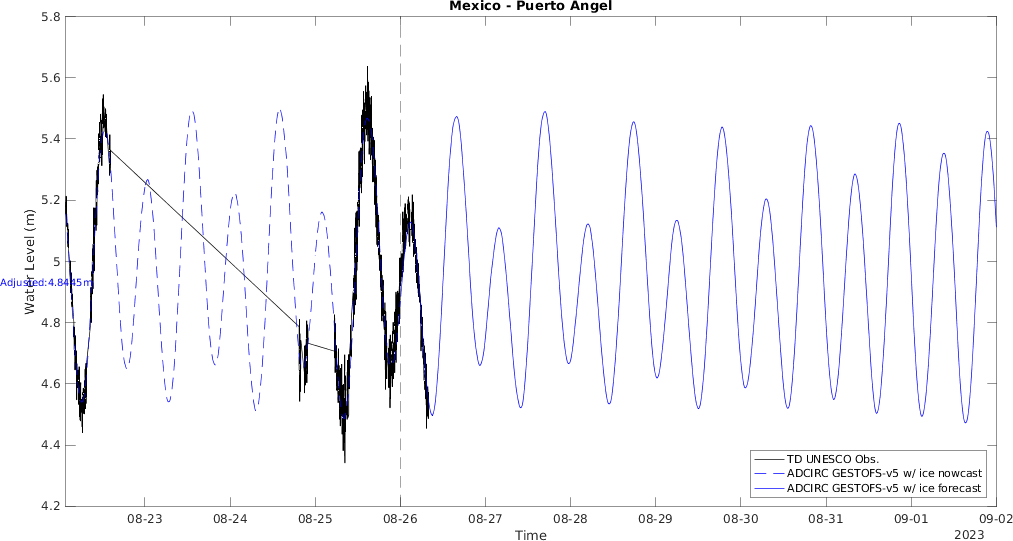 Mexico - Puerto Angel
5.8
5.6
5.4
5.2
5
4.8
4.6
4.4
4.2
Water Level (m)
Adjusted:4.8445m
TD UNESCO Obs.
ADCIRC GESTOFS-v5 w/ ice nowcast
ADCIRC GESTOFS-v5 w/ ice forecast
08-23 08-24 08-25 08-26 08-27 08-28 08-29 08-30 08-31 09-01 09-02
Time
2023